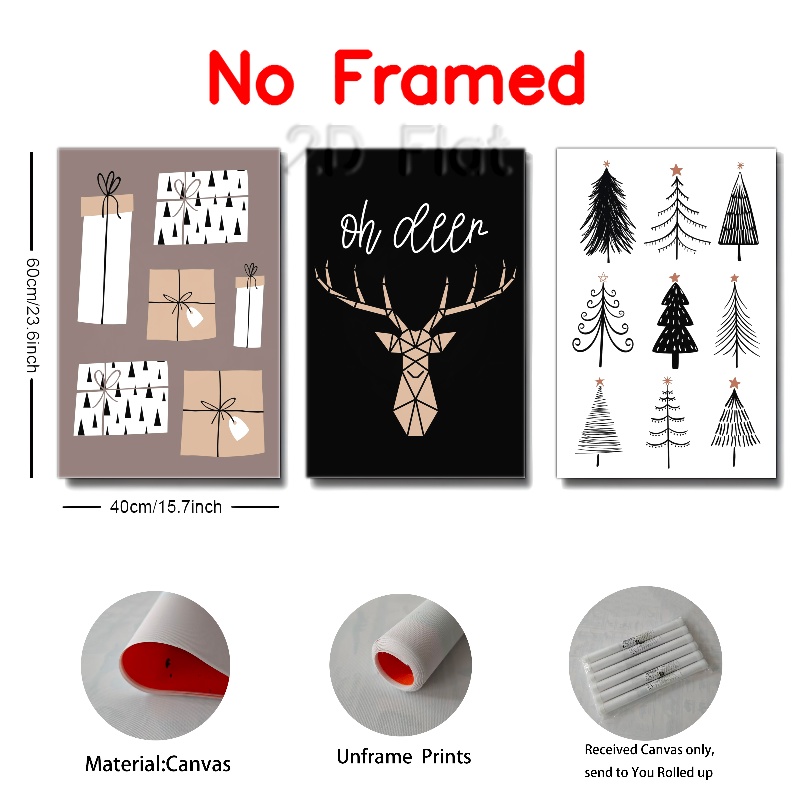 No Framed
2D Flat
oh deer
60cm/23.6inch
40cm/15.7inch
Material:Canvas
Unframe Prints
Received Canvas only,
send to You Rolled up